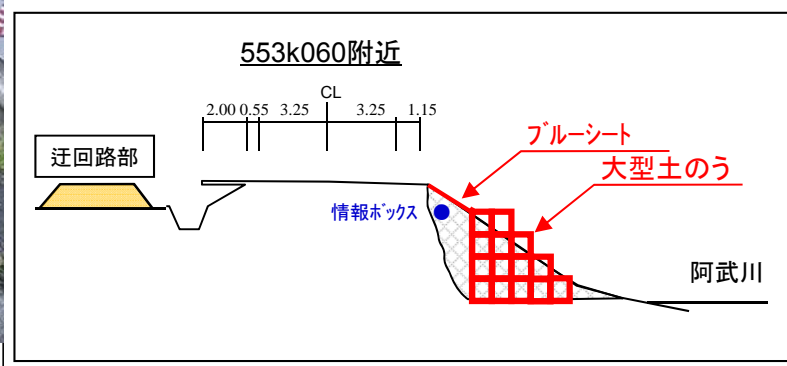 553k060附近
CL
2.00 0.55 3.25 3.25 1.15
ﾌﾞﾙｰｼｰﾄ
迂回路部
大型土のう
情報ﾎﾞｯｸｽ
阿武川